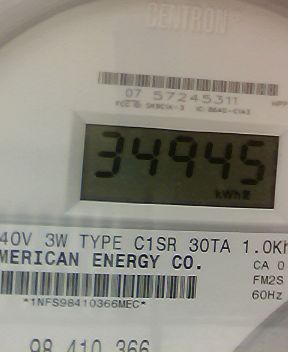 CENTRON®
07 57245311
34945
kWh
40V 3W TYPE C1SR 30TA 1.0Kh
MERICAN ENERGY CO.
CA 0
FM2S
60Hz
*1NFS98410366MEC*
98 410 366